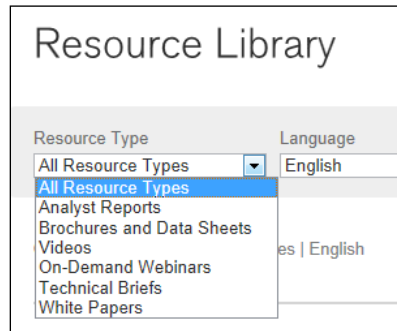 Resource Library
Resource Type Language
All Resource Types English
All Resource Types
Analyst Reports
Brochures and Data Sheets
Videos
es | English
On-Demand Webinars
Technical Briefs
White Papers